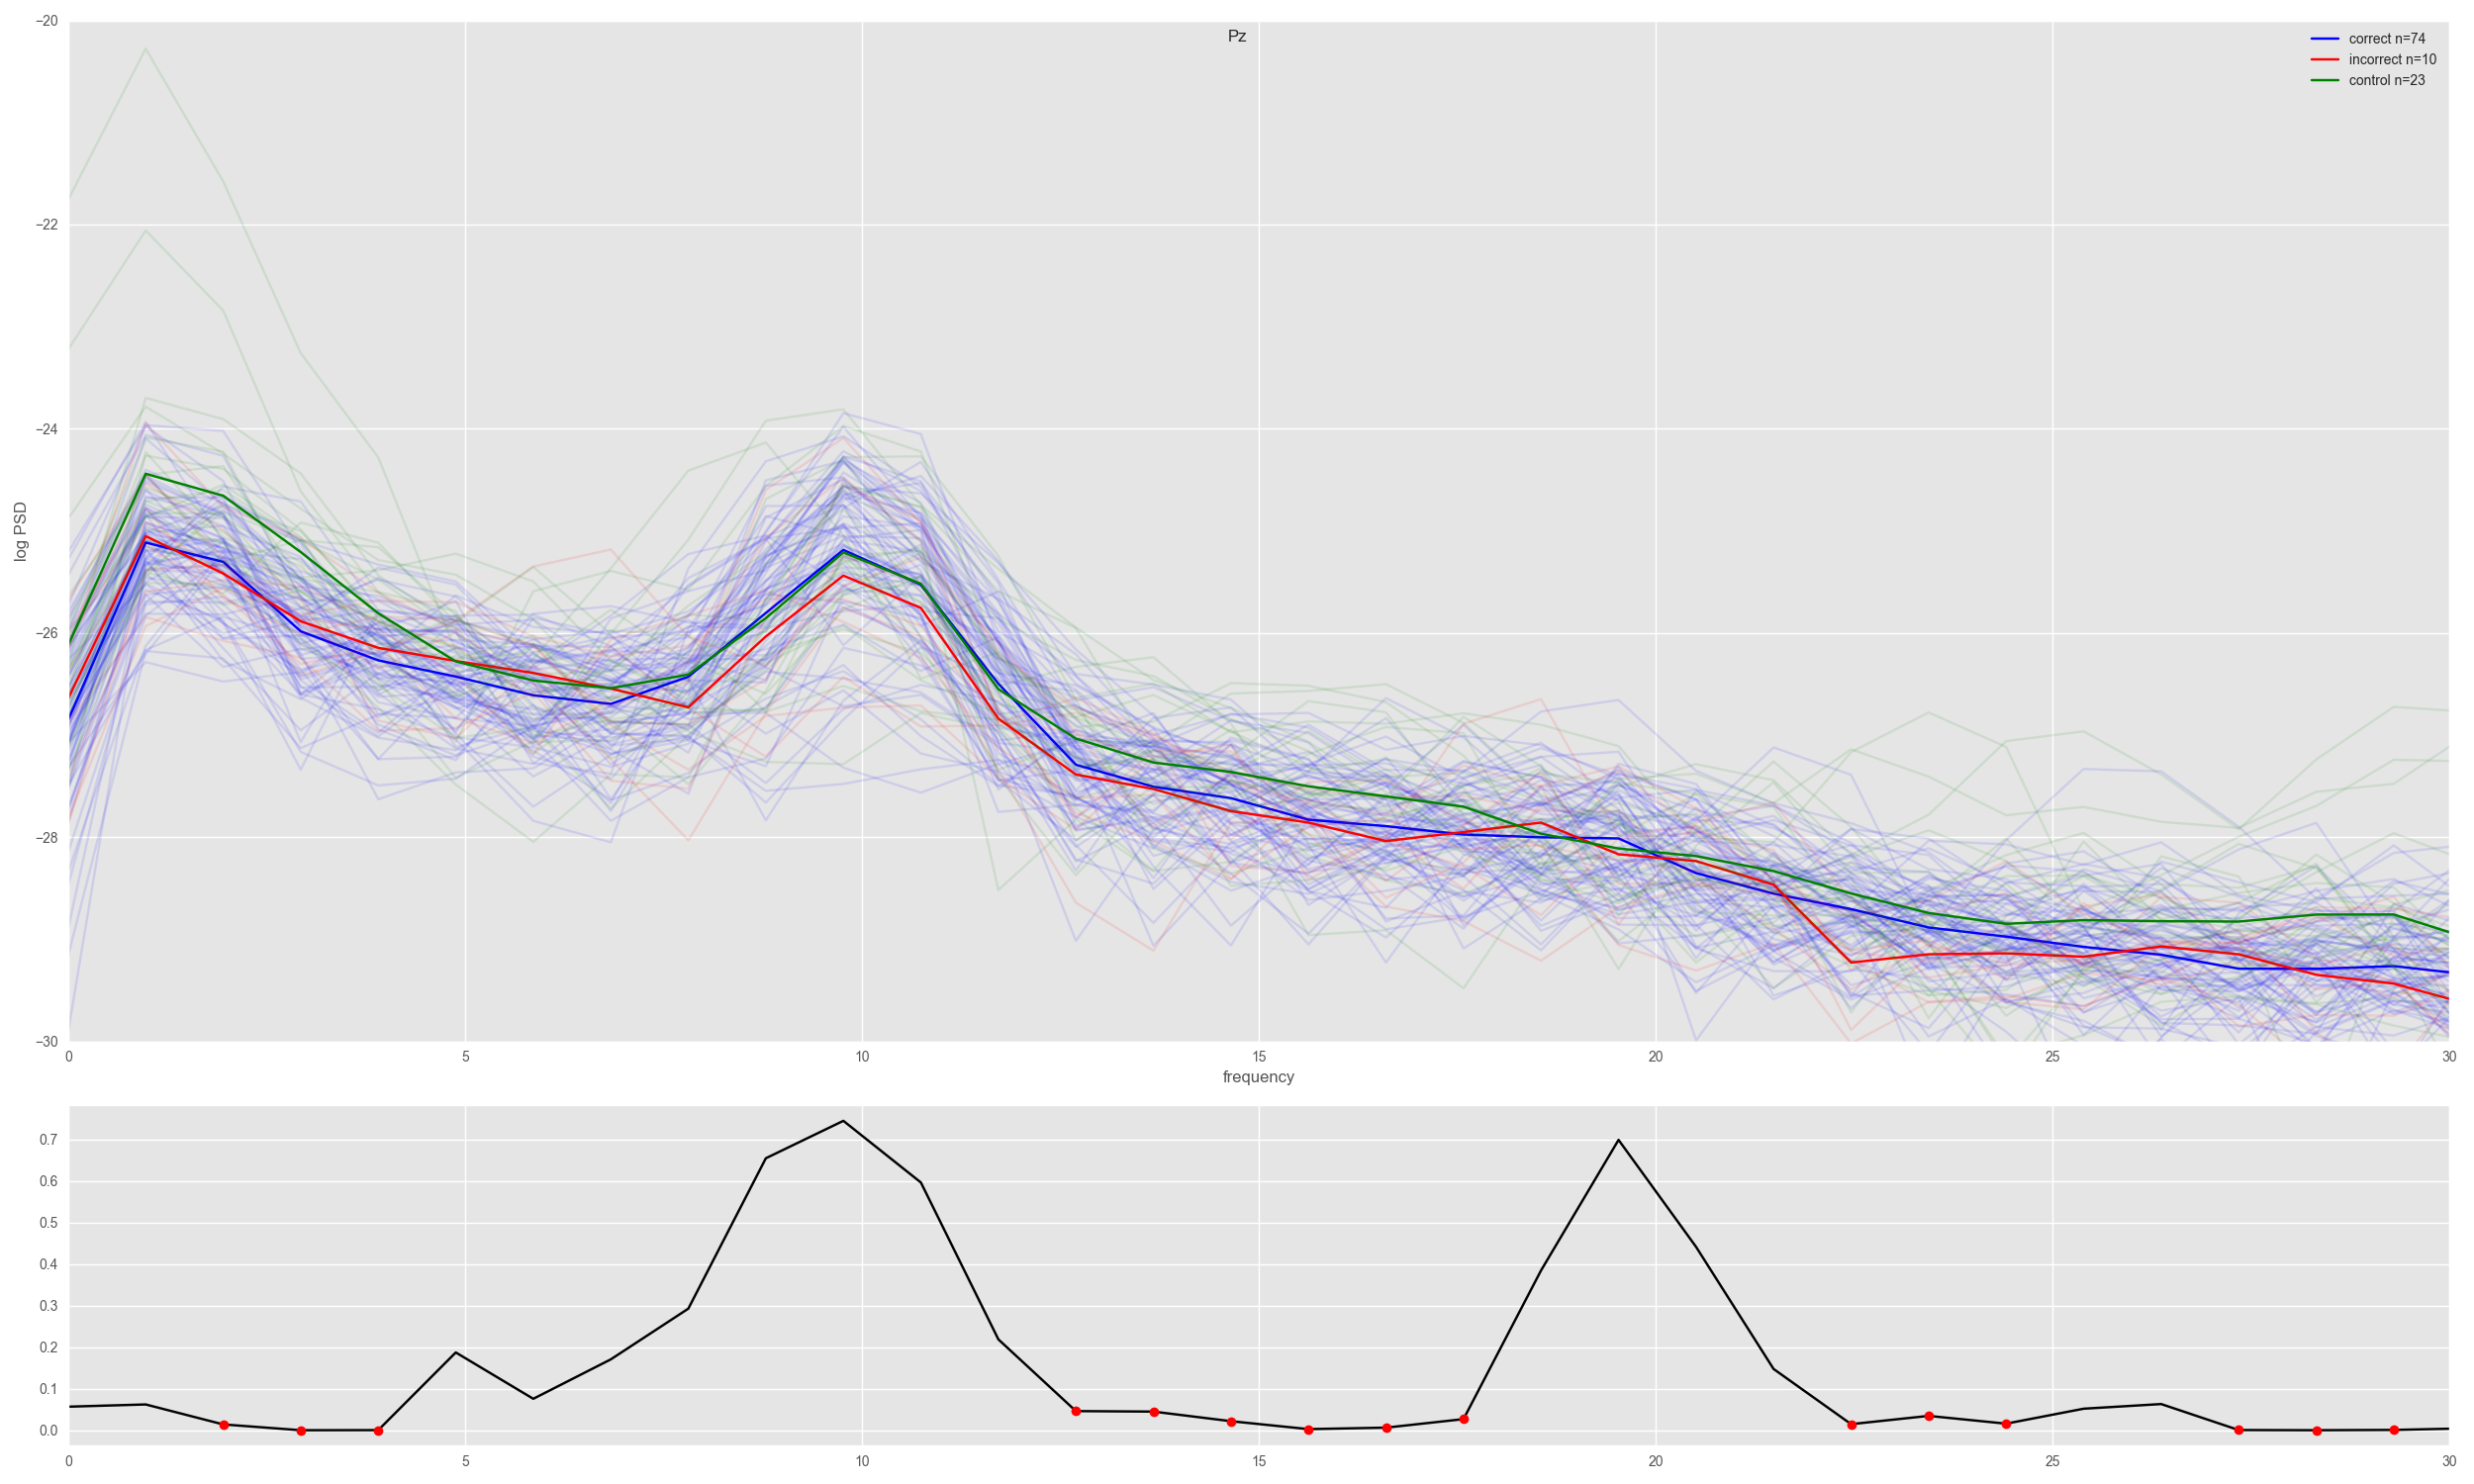 Pz
correct n=74
incorrect n=10
control n=23
log PSD
−20
−22
−24
−26
−28
−30
0 5 10 15 20 25 30
frequency
0.7
0.6
0.5
0.4
0.3
0.2
0.1
0.0
0 5 10 15 20 25 30